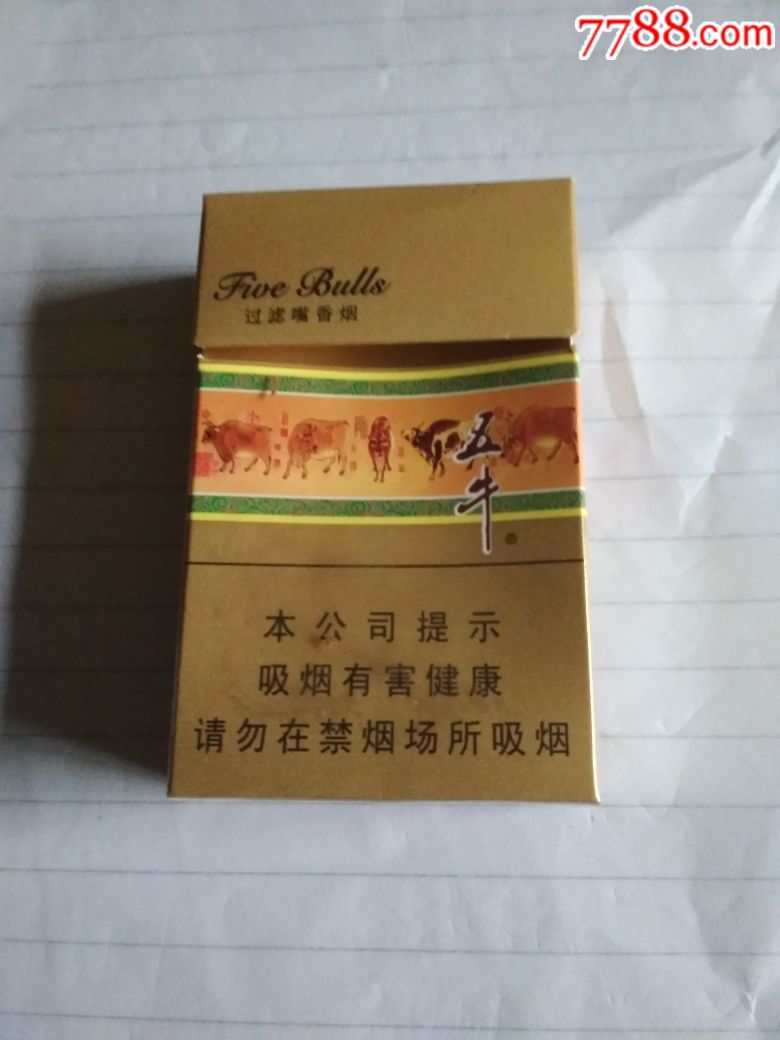 7788.com
Five Bulls
过滤嘴香烟
五牛®
本公司提示
吸烟有害健康
请勿在禁烟场所吸烟